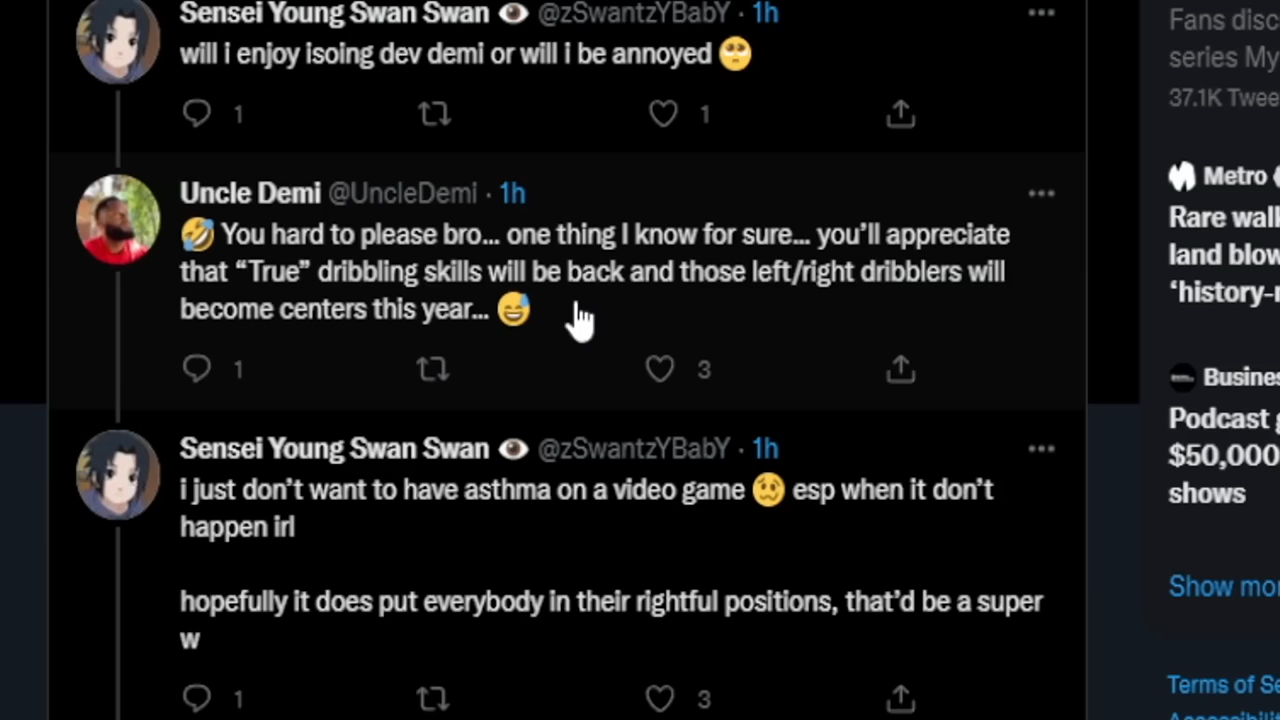 Sensei Young Swan Swan 👁 @zSwantzYBabY · 1h
will i enjoy isoing dev demi or will i be annoyed 🥺
1
1
Uncle Demi @UncleDemi · 1h
🤣 You hard to please bro... one thing I know for sure... you’ll appreciate
that “True” dribbling skills will be back and those left/right dribblers will
become centers this year... 😅
1
3
Sensei Young Swan Swan 👁 @zSwantzYBabY · 1h
i just don’t want to have asthma on a video game 🥴 esp when it don’t
happen irl
hopefully it does put everybody in their rightful positions, that’d be a super
w
1
3
Fans disc
series My
37.1K Twee
Metro
Rare wall
land blow
‘history-
Busines
Podcast
$50,000
shows
Show mo
Terms of Se